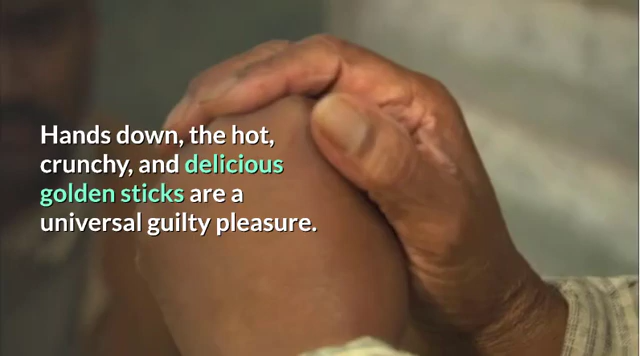 Hands down, the hot,
crunchy, and delicious
golden sticks are a
universal guilty pleasure.